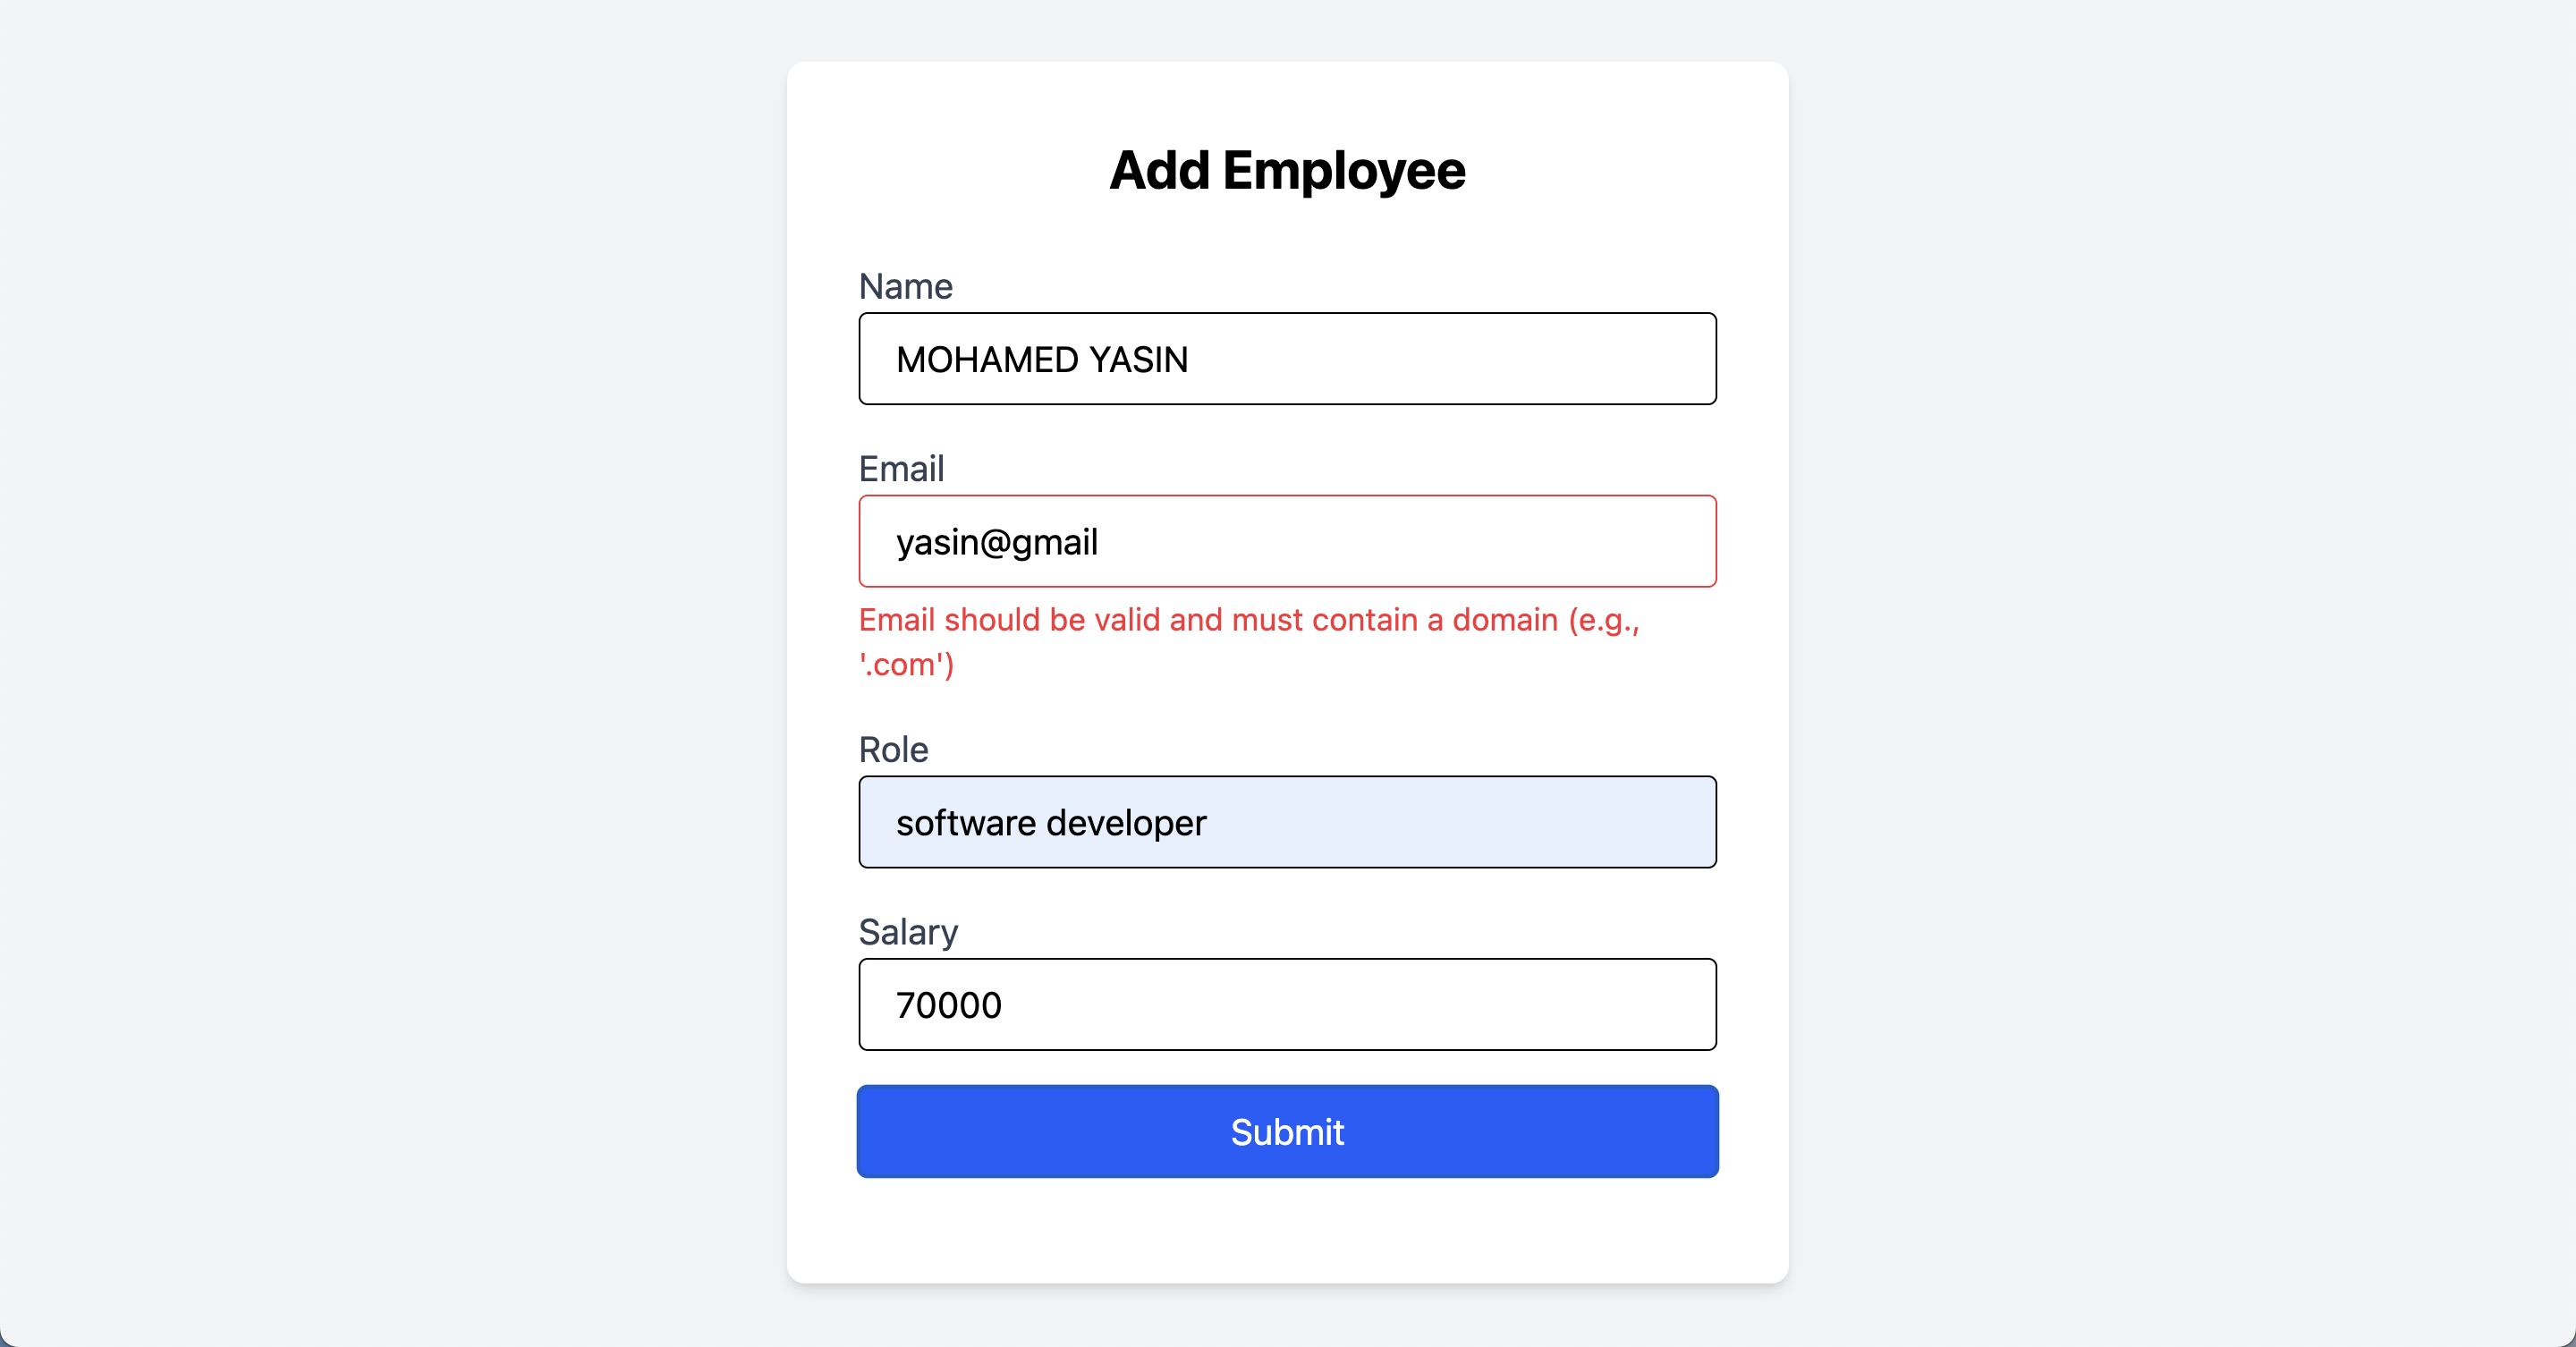 Add Employee
Name
MOHAMED YASIN
Email
yasin@gmail
Email should be valid and must contain a domain (e.g.,
'.com')
Role
software developer
Salary
70000
Submit